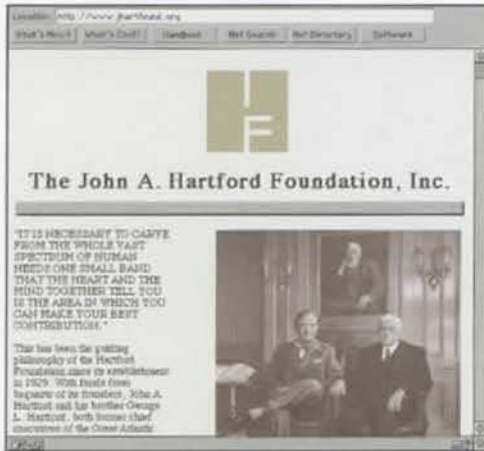 Location: http://www.jhartfound.org
What's New? What's Cool? Handbook Net Search Net Directory Software
The John A. Hartford Foundation, Inc.
"IT IS NECESSARY TO CARVE
FROM THE WHOLE VAST
SPECTRUM OF HUMAN
NEEDS ONE SMALL BAND
THAT THE HEART AND THE
MIND TOGETHER TELL YOU
IS THE AREA IN WHICH YOU
CAN MAKE YOUR BEST
CONTRIBUTION."
This has been the guiding
philosophy of the Hartford
Foundation since its establishment
in 1929. With funds from
bequests of its founders, John A.
Hartford and his brother George
L. Hartford, both former chief
executives of the Great Atlantic